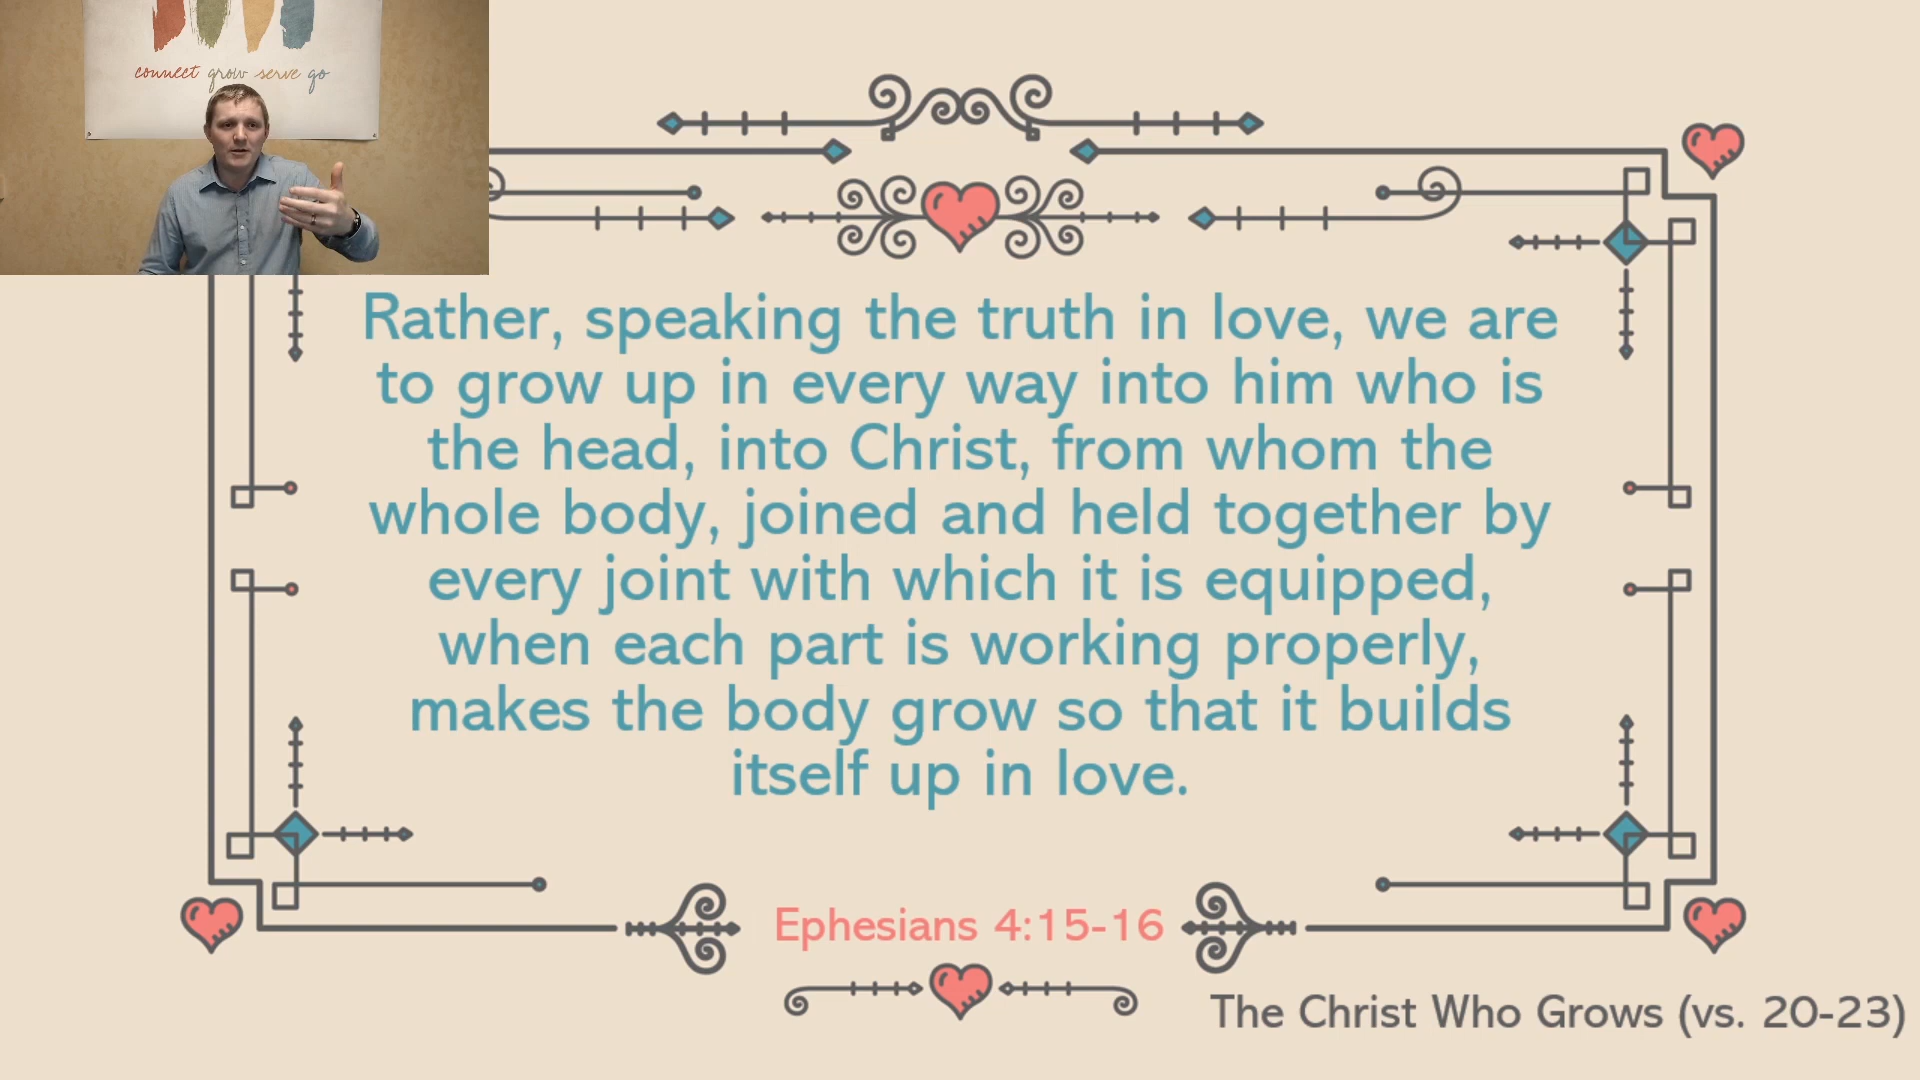 connect grow serve go
Rather, speaking the truth in love, we are
to grow up in every way into him who is
the head, into Christ, from whom the
whole body, joined and held together by
every joint with which it is equipped,
when each part is working properly,
makes the body grow so that it builds
itself up in love.
Ephesians 4:15-16
The Christ Who Grows (vs. 20-23)